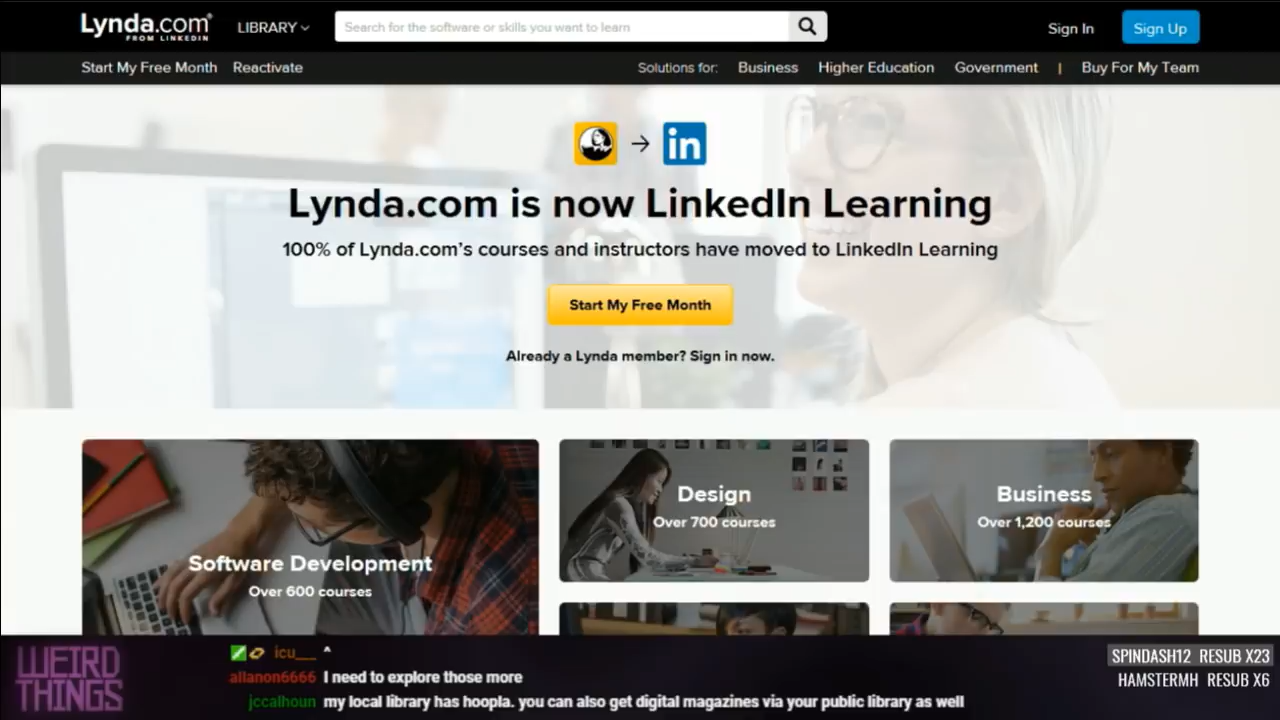 Lynda.com
FROM LINKEDIN
LIBRARY
Search for the software or skills you want to learn
Sign In
Sign Up
Start My Free Month
Reactivate
Solutions for:
Business
Higher Education
Government
|
Buy For My Team
in
Lynda.com is now LinkedIn Learning
100% of Lynda.com's courses and instructors have moved to LinkedIn Learning
Start My Free Month
Already a Lynda member? Sign in now.
Software Development
Over 600 courses
Design
Over 700 courses
Business
Over 1,200 courses
WEIRD
THINGS
icu__ ^
allanon6666 I need to explore those more
jccalhoun my local library has hoopla. you can also get digital magazines via your public library as well
SPINDASH12 RESUB X23
HAMSTERMH RESUB X6